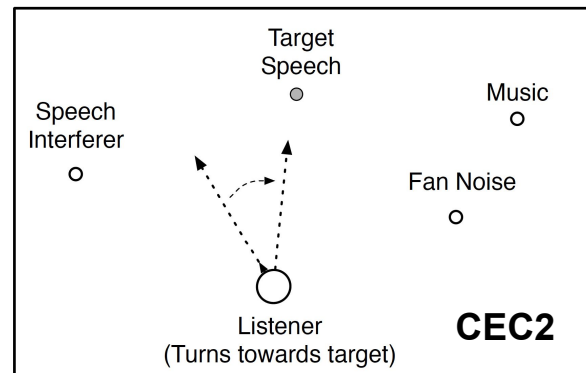 Target
Speech
Music
Speech
Interferer
Fan Noise
Listener
(Turns towards target)
CEC2